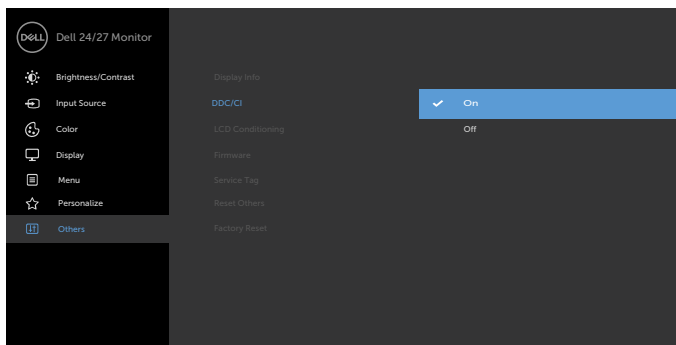 DELL Dell 24/27 Monitor
Brightness/Contrast
Input Source
Color
Display
Menu
Personalize
Others
Display Info
DDC/CI
LCD Conditioning
Firmware
Service Tag
Reset Others
Factory Reset
On
Off